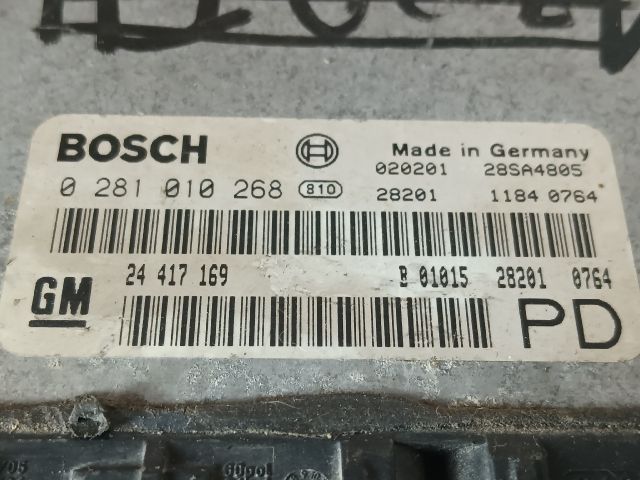 BOSCH Made in Germany
020201 28SA4805
0 281 010 268 810 28201 1184 0764
24 417 169 B 01015 28201 0764
GM PD